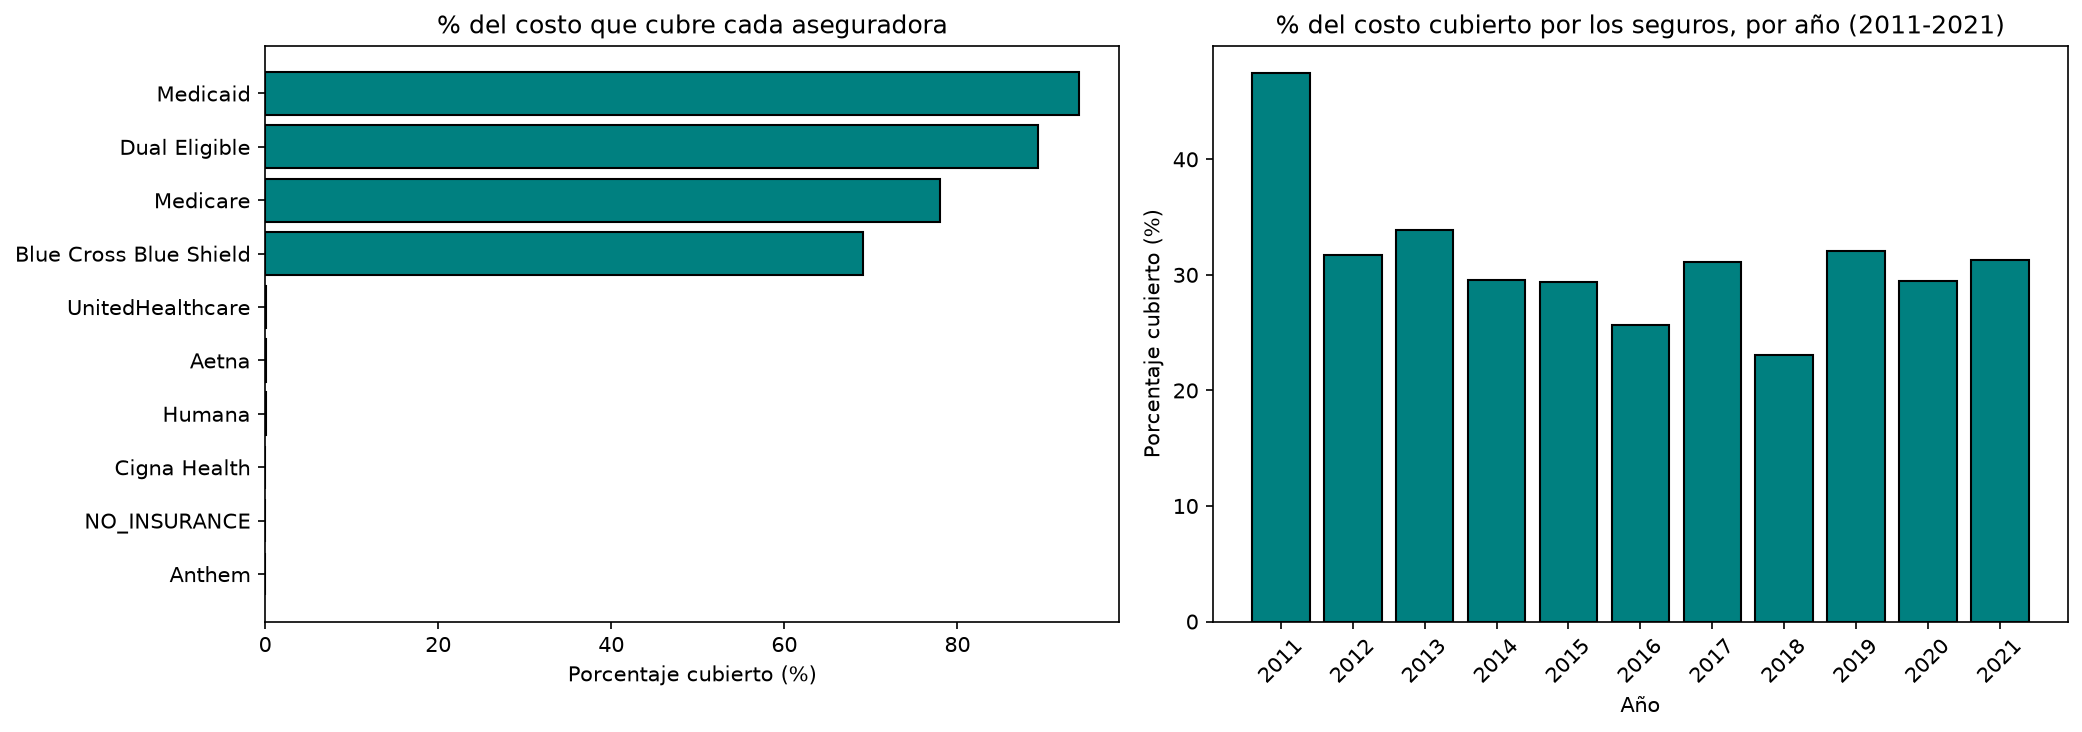 % del costo que cubre cada aseguradora
Medicaid
Dual Eligible
Medicare
Blue Cross Blue Shield
UnitedHealthcare
Aetna
Humana
Cigna Health
NO_INSURANCE
Anthem
0 20 40 60 80
Porcentaje cubierto (%)
% del costo cubierto por los seguros, por año (2011-2021)
Porcentaje cubierto (%)
40
30
20
10
0
2011 2012 2013 2014 2015 2016 2017 2018 2019 2020 2021
Año